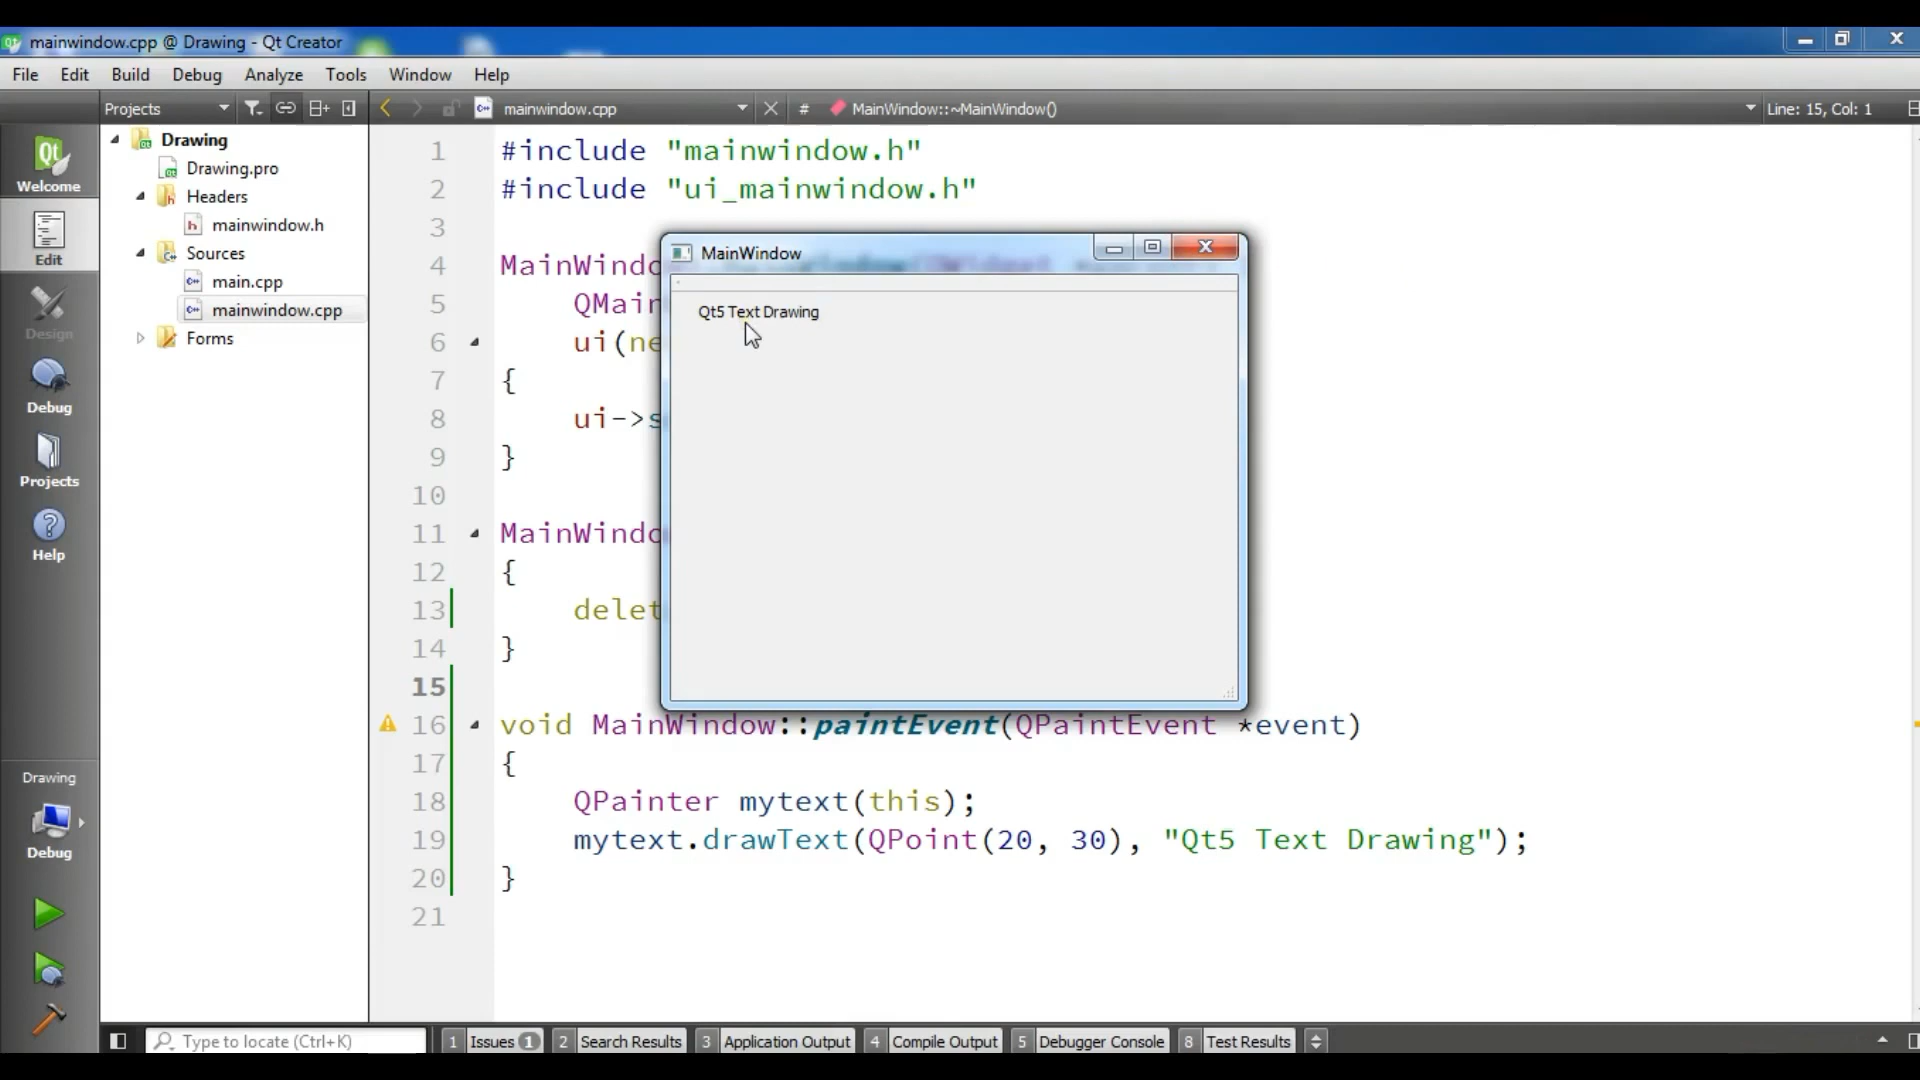 mainwindow.cpp @ Drawing - Qt Creator
File Edit Build Debug Analyze Tools Window Help
Projects mainwindow.cpp # MainWindow::~MainWindow() Line: 15, Col: 1
Welcome
Edit
Design
Debug
Projects
Help
Drawing
Debug
Drawing
Drawing.pro
Headers
mainwindow.h
Sources
main.cpp
mainwindow.cpp
Forms
1 #include "mainwindow.h"
2 #include "ui_mainwindow.h"
3
4 MainWindo
5 QMain
6 ui(ne
7 {
8 ui->s
9 }
10
11 MainWindo
12 {
13 delet
14 }
15
16 void MainWindow::paintEvent(QPaintEvent *event)
17 {
18 QPainter mytext(this);
19 mytext.drawText(QPoint(20, 30), "Qt5 Text Drawing");
20 }
21
MainWindow
Qt5 Text Drawing
Type to locate (Ctrl+K) 1 Issues 1 2 Search Results 3 Application Output 4 Compile Output 5 Debugger Console 8 Test Results